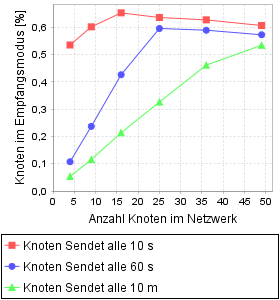 Knoten im Empfangsmodus [%]
0,6
0,5
0,4
0,3
0,2
0,1
0,0
0 5 10 15 20 25 30 35 40 45 50
Anzahl Knoten im Netzwerk
Knoten Sendet alle 10 s
Knoten Sendet alle 60 s
Knoten Sendet alle 10 m